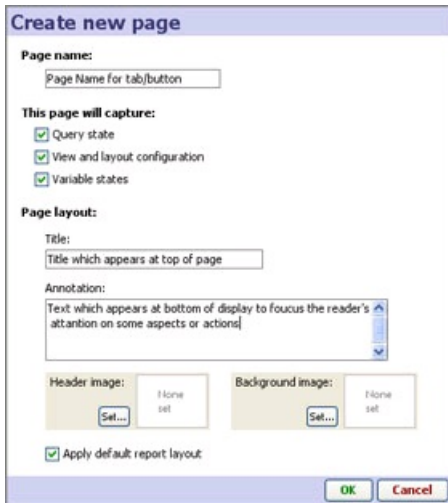 Create new page
Page name:
Page Name for tab/button
This page will capture:
Query state
View and layout configuration
Variable states
Page layout:
Title:
Title which appears at top of page
Annotation:
Text which appears at bottom of display to foucus the reader's
attantion on some aspects or actions
Header image:
None
set
Set...
Background image:
None
set
Set...
Apply default report layout
OK
Cancel